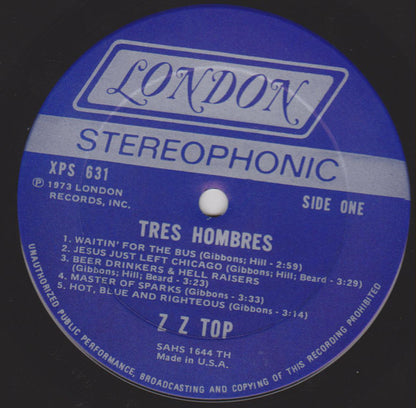 LONDON
STEREOPHONIC
XPS 631
℗ 1973 LONDON
RECORDS, INC.
SIDE ONE
TRES HOMBRES
1. WAITIN' FOR THE BUS (Gibbons; Hill - 2:59)
2. JESUS JUST LEFT CHICAGO (Gibbons; Hill; Beard - 3:29)
3. BEER DRINKERS & HELL RAISERS
(Gibbons; Hill; Beard - 3:23)
4. MASTER OF SPARKS (Gibbons - 3:33)
5. HOT, BLUE AND RIGHTEOUS (Gibbons - 3:14)
Z Z TOP
SAHS 1644 TH
Made in U.S.A.
UNAUTHORIZED PUBLIC PERFORMANCE, BROADCASTING AND COPYING OF THIS RECORDING PROHIBITED